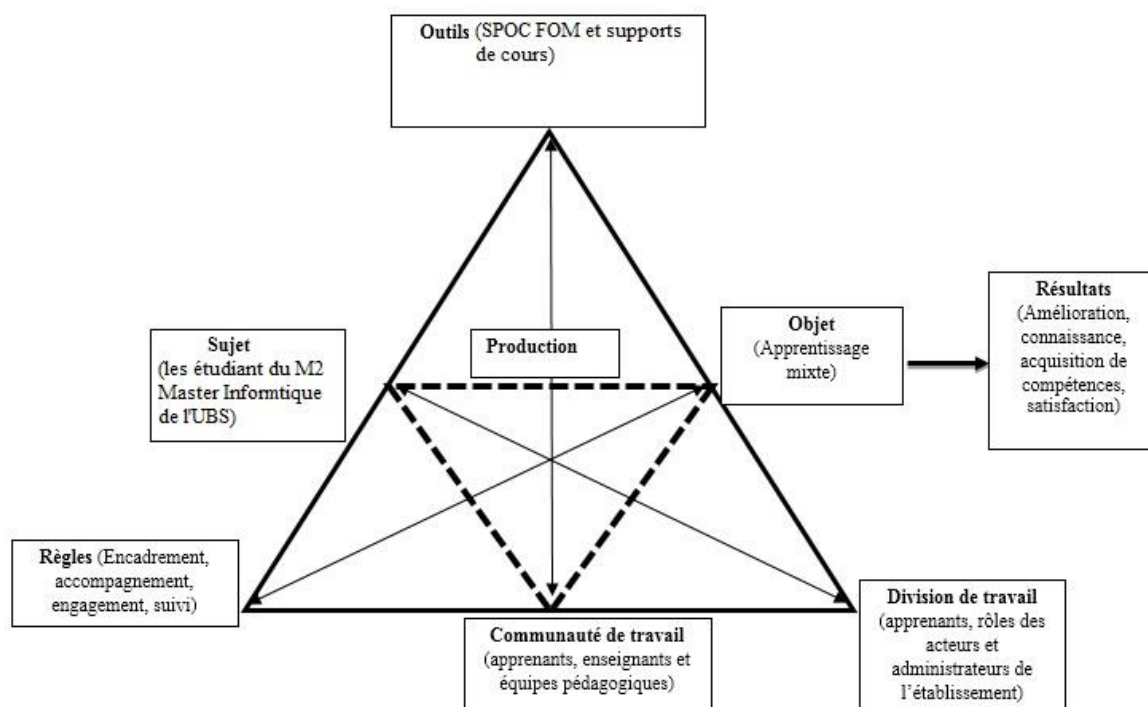 Outils (SPOC FOM et supports
de cours)
Sujet
(les étudiant du M2
Master Informtique
de l'UBS)
Production
Objet
(Apprentissage
mixte)
Résultats
(Amélioration,
connaissance,
acquisition de
compétences,
satisfaction)
Règles (Encadrement,
accompagnement,
engagement, suivi)
Communauté de travail
(apprenants, enseignants et
équipes pédagogiques)
Division de travail
(apprenants, rôles des
acteurs et
administrateurs de
l’établissement)